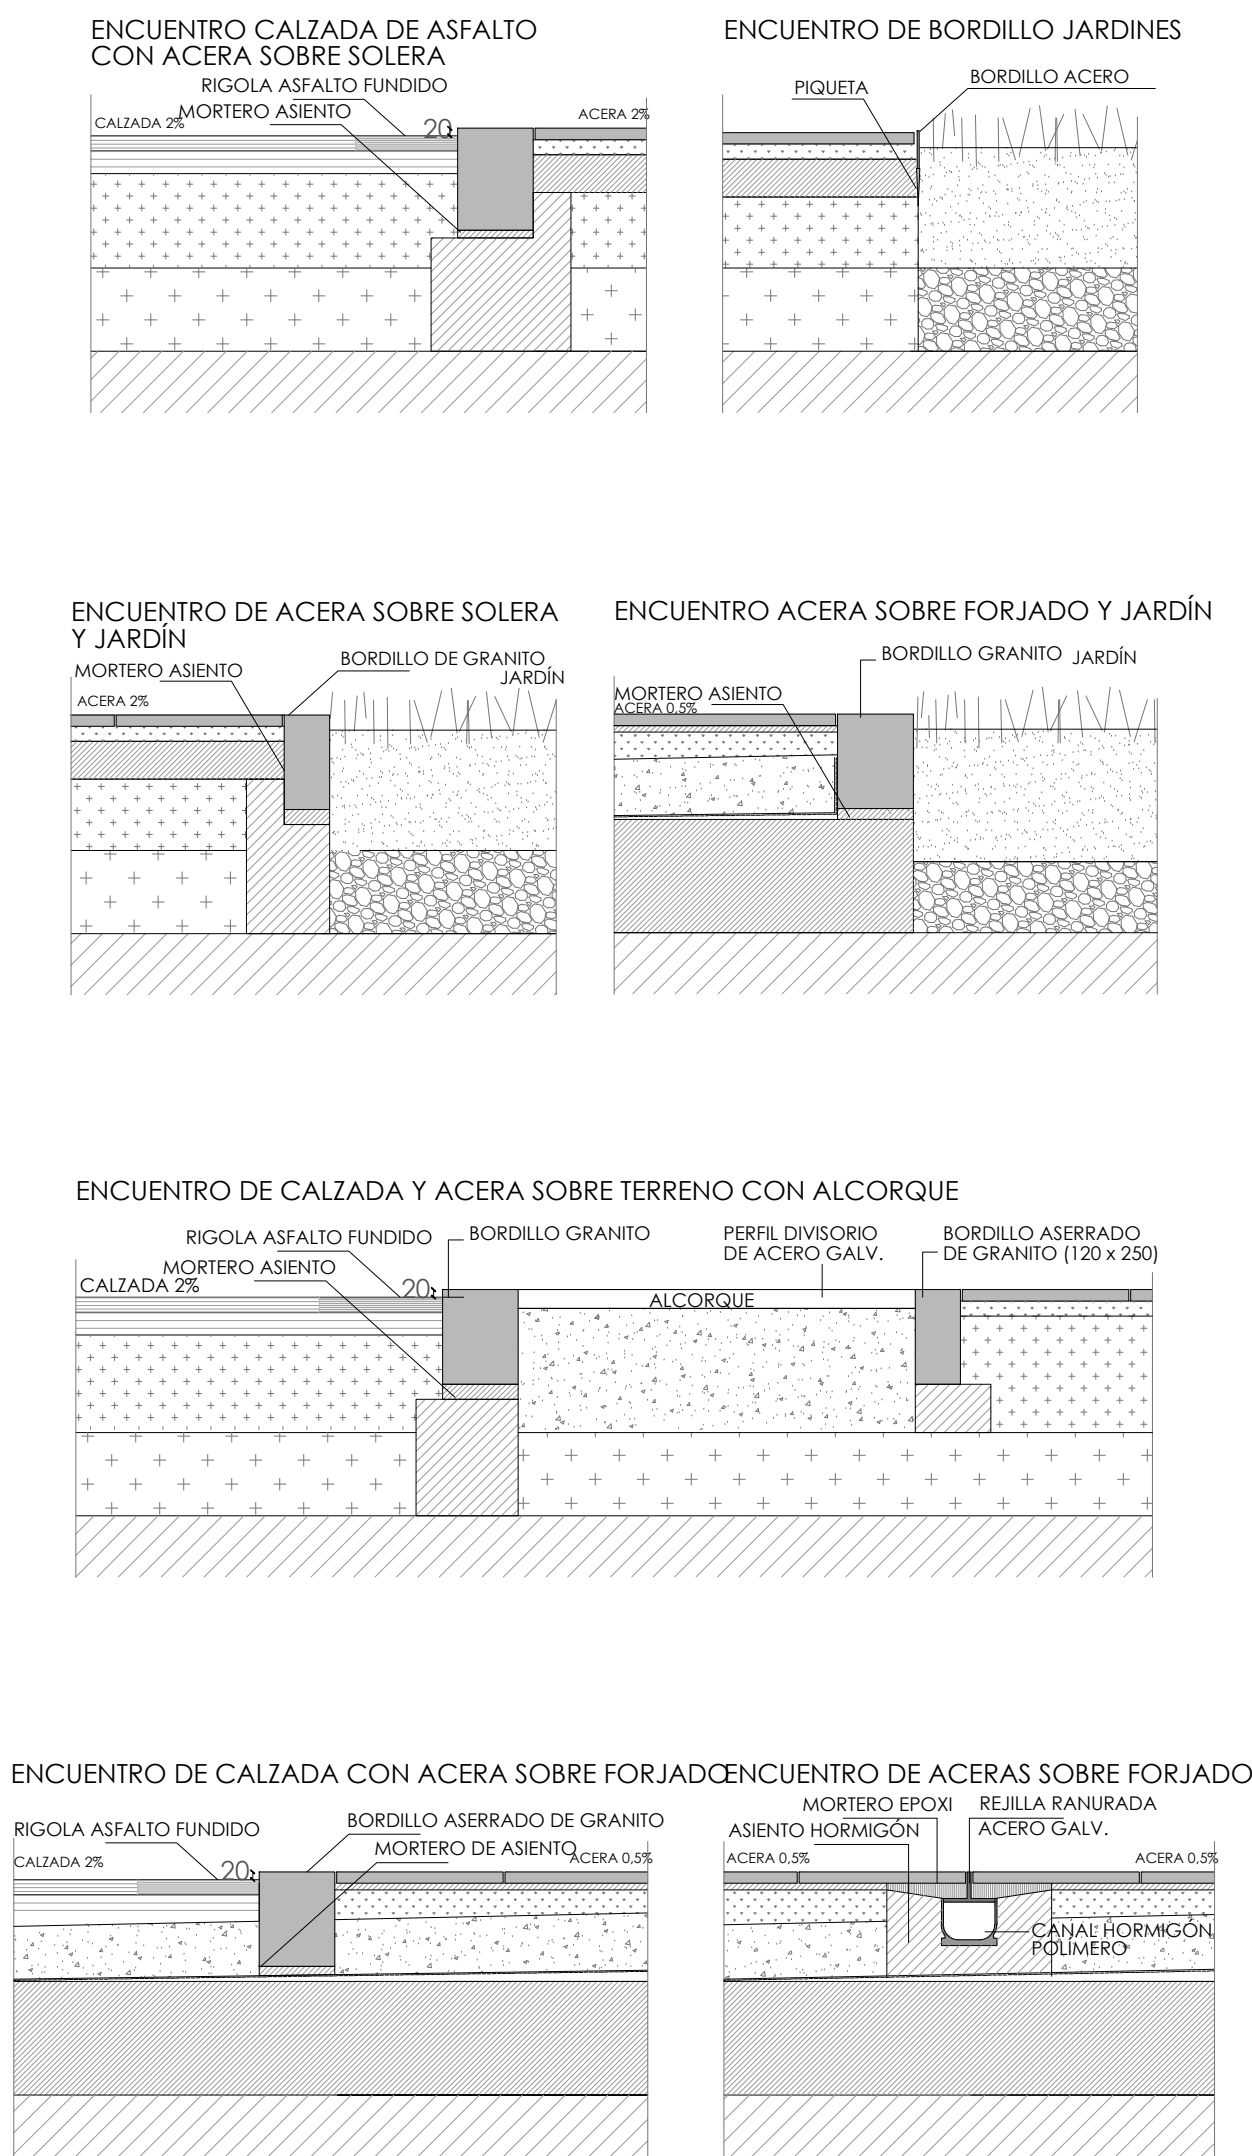 ENCUENTRO CALZADA DE ASFALTO
CON ACERA SOBRE SOLERA
RIGOLA ASFALTO FUNDIDO
MORTERO ASIENTO
CALZADA 2%
20
ACERA 2%
ENCUENTRO DE BORDILLO JARDINES
PIQUETA
BORDILLO ACERO
ENCUENTRO DE ACERA SOBRE SOLERA
Y JARDÍN
MORTERO ASIENTO
BORDILLO DE GRANITO
JARDÍN
ACERA 2%
ENCUENTRO ACERA SOBRE FORJADO Y JARDÍN
BORDILLO GRANITO
JARDÍN
MORTERO ASIENTO
ACERA 0,5%
ENCUENTRO DE CALZADA Y ACERA SOBRE TERRENO CON ALCORQUE
RIGOLA ASFALTO FUNDIDO
BORDILLO GRANITO
PERFIL DIVISORIO
DE ACERO GALV.
BORDILLO ASERRADO
DE GRANITO (120 x 250)
MORTERO ASIENTO
CALZADA 2%
20
ALCORQUE
ENCUENTRO DE CALZADA CON ACERA SOBRE FORJADO
RIGOLA ASFALTO FUNDIDO
BORDILLO ASERRADO DE GRANITO
MORTERO DE ASIENTO
CALZADA 2%
20
ACERA 0,5%
ENCUENTRO DE ACERAS SOBRE FORJADO
MORTERO EPOXI
REJILLA RANURADA
ACERO GALV.
ASIENTO HORMIGÓN
ACERA 0,5%
ACERA 0,5%
CANAL HORMIGÓN
POLÍMERO